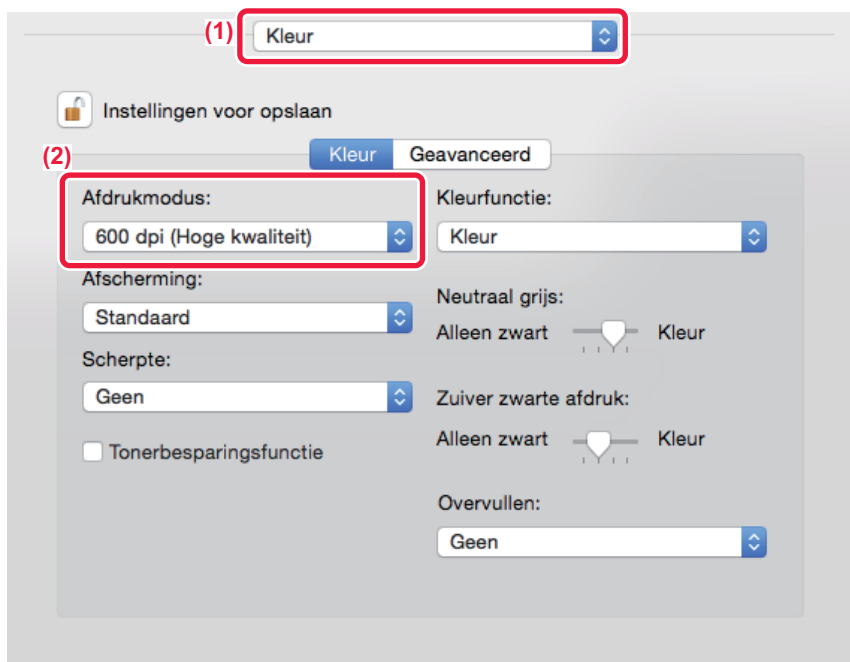 (1) Kleur
Instellingen voor opslaan
Kleur Geavanceerd
(2)
Afdrukmodus:
600 dpi (Hoge kwaliteit)
Afscherming:
Standaard
Scherpte:
Geen
Tonerbesparingsfunctie
Kleurfunctie:
Kleur
Neutraal grijs:
Alleen zwart Kleur
Zuiver zwarte afdruk:
Alleen zwart Kleur
Overvullen:
Geen